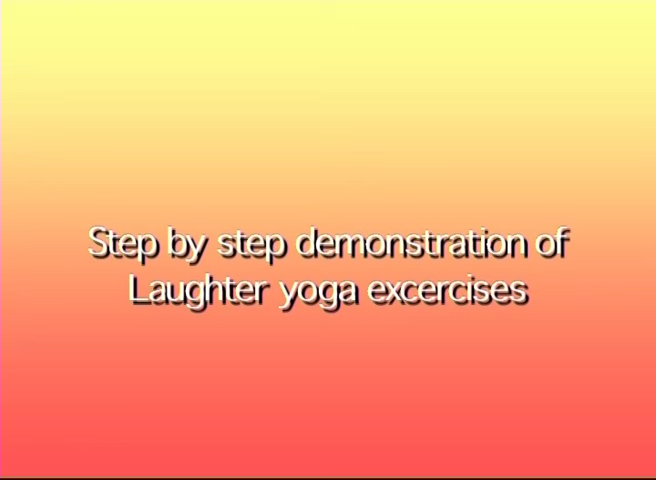 Step by step demonstration of
Laughter yoga excercises